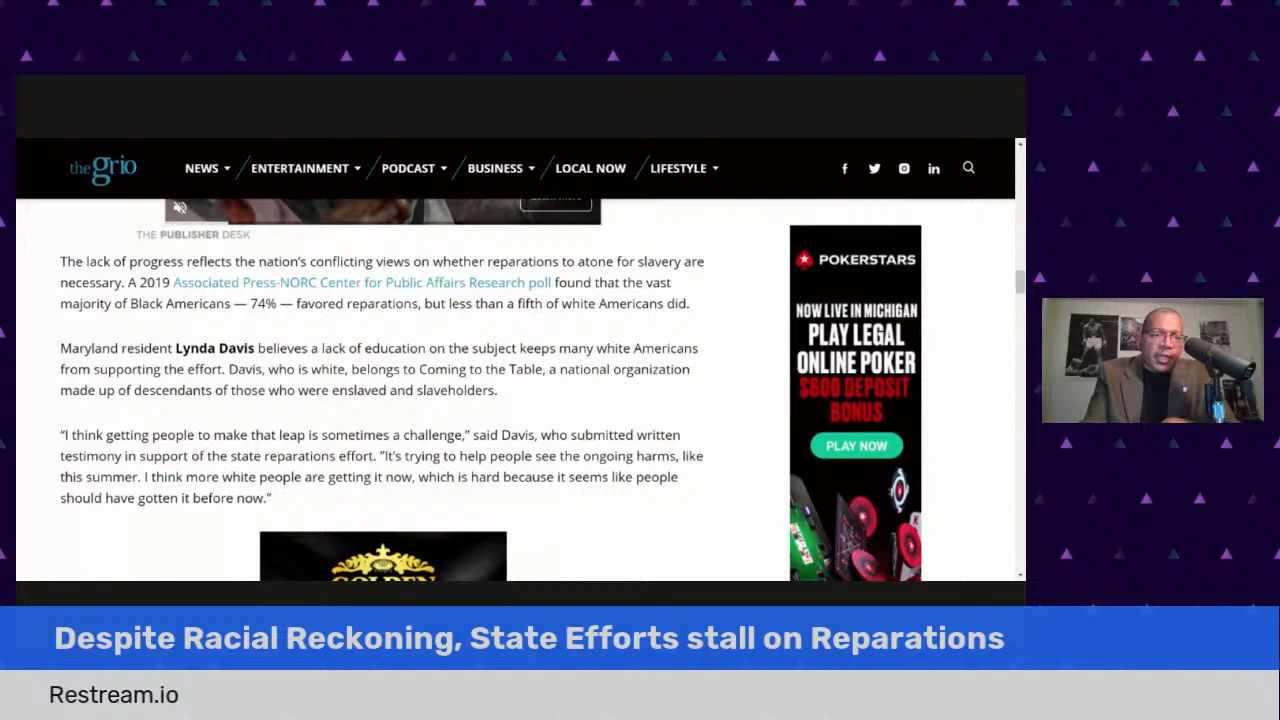 the grio
NEWS ENTERTAINMENT PODCAST BUSINESS LOCAL NOW LIFESTYLE
THE PUBLISHER DESK
The lack of progress reflects the nation's conflicting views on whether reparations to atone for slavery are
necessary. A 2019 Associated Press-NORC Center for Public Affairs Research poll found that the vast
majority of Black Americans — 74% — favored reparations, but less than a fifth of white Americans did.
Maryland resident Lynda Davis believes a lack of education on the subject keeps many white Americans
from supporting the effort. Davis, who is white, belongs to Coming to the Table, a national organization
made up of descendants of those who were enslaved and slaveholders.
“I think getting people to make that leap is sometimes a challenge,” said Davis, who submitted written
testimony in support of the state reparations effort. “It's trying to help people see the ongoing harms, like
this summer. I think more white people are getting it now, which is hard because it seems like people
should have gotten it before now.”
GOLDEN
POKERSTARS
NOW LIVE IN MICHIGAN
PLAY LEGAL
ONLINE POKER
$600 DEPOSIT
BONUS
PLAY NOW
Despite Racial Reckoning, State Efforts stall on Reparations
Restream.io